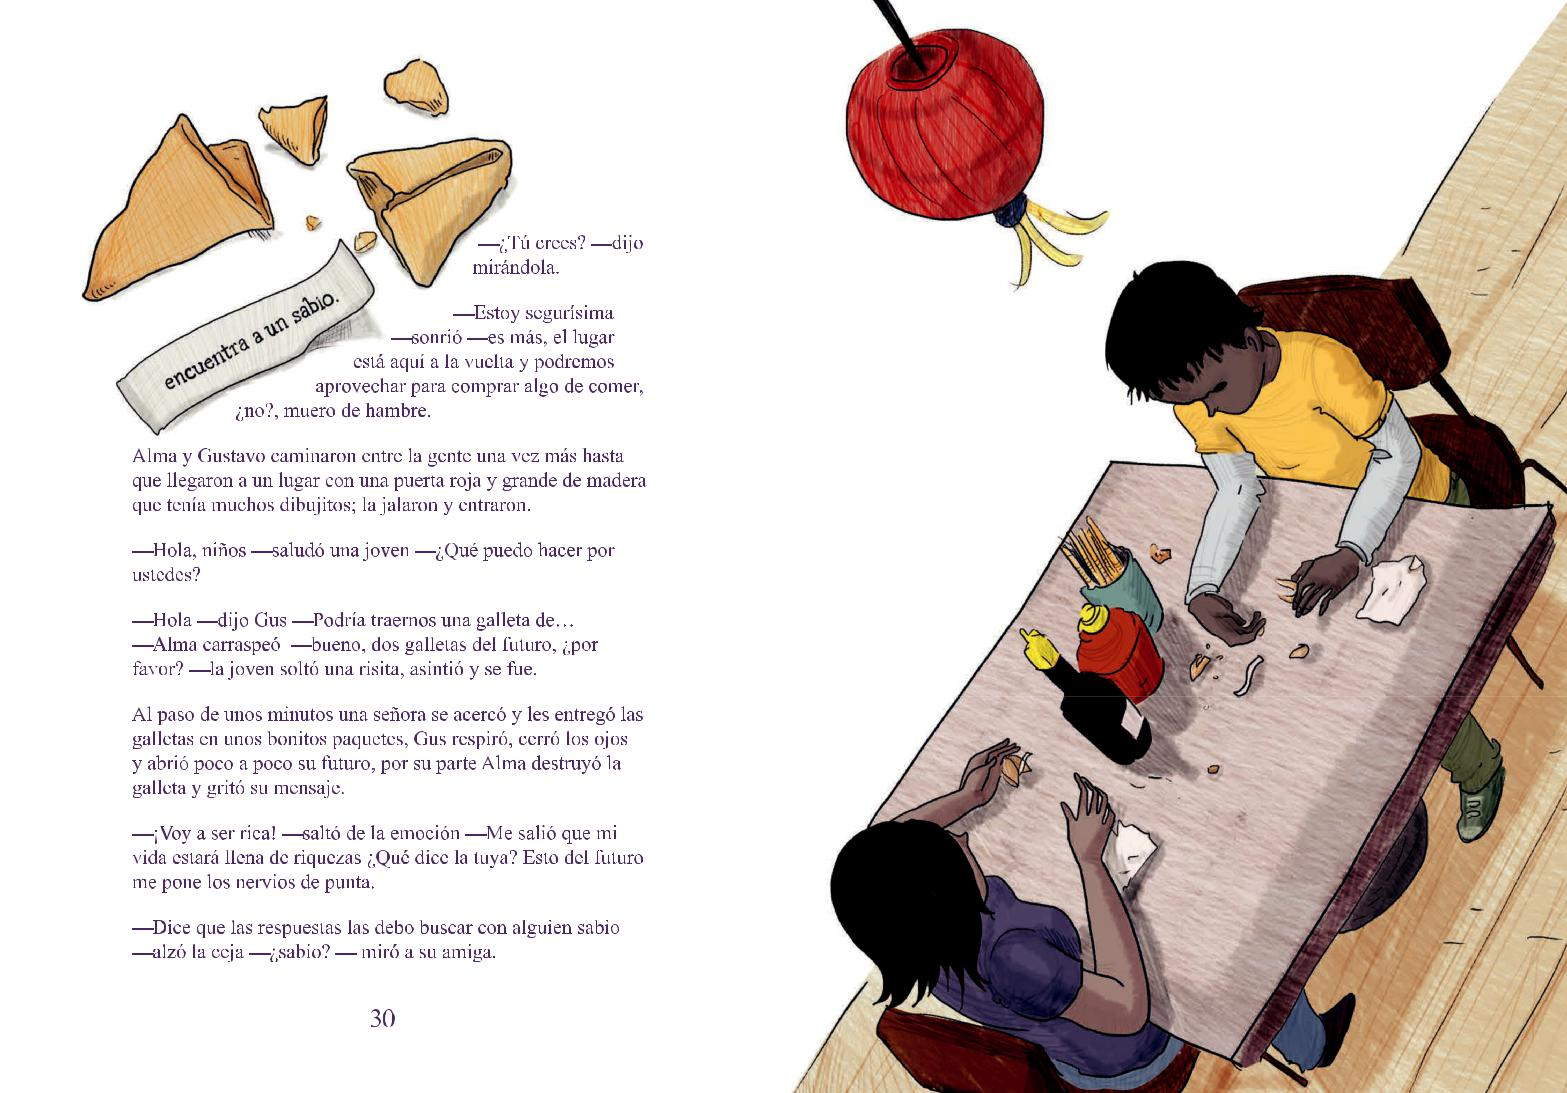 encuentra a un sabio.
—¿Tú crees? —dijo
mirándola.
—Estoy segurísima
—sonrió —es más, el lugar
está aquí a la vuelta y podremos
aprovechar para comprar algo de comer,
¿no?, muero de hambre.
Alma y Gustavo caminaron entre la gente una vez más hasta
que llegaron a un lugar con una puerta roja y grande de madera
que tenía muchos dibujitos; la jalaron y entraron.
—Hola, niños —saludó una joven —¿Qué puedo hacer por
ustedes?
—Hola —dijo Gus —Podría traernos una galleta de…
—Alma carraspeó —bueno, dos galletas del futuro, ¿por
favor? —la joven soltó una risita, asintió y se fue.
Al paso de unos minutos una señora se acercó y les entregó las
galletas en unos bonitos paquetes, Gus respiró, cerró los ojos
y abrió poco a poco su futuro, por su parte Alma destruyó la
galleta y gritó su mensaje.
—¡Voy a ser rica! —saltó de la emoción —Me salió que mi
vida estará llena de riquezas ¿Qué dice la tuya? Esto del futuro
me pone los nervios de punta.
—Dice que las respuestas las debo buscar con alguien sabio
—alzó la ceja —¿sabio? — miró a su amiga.
30